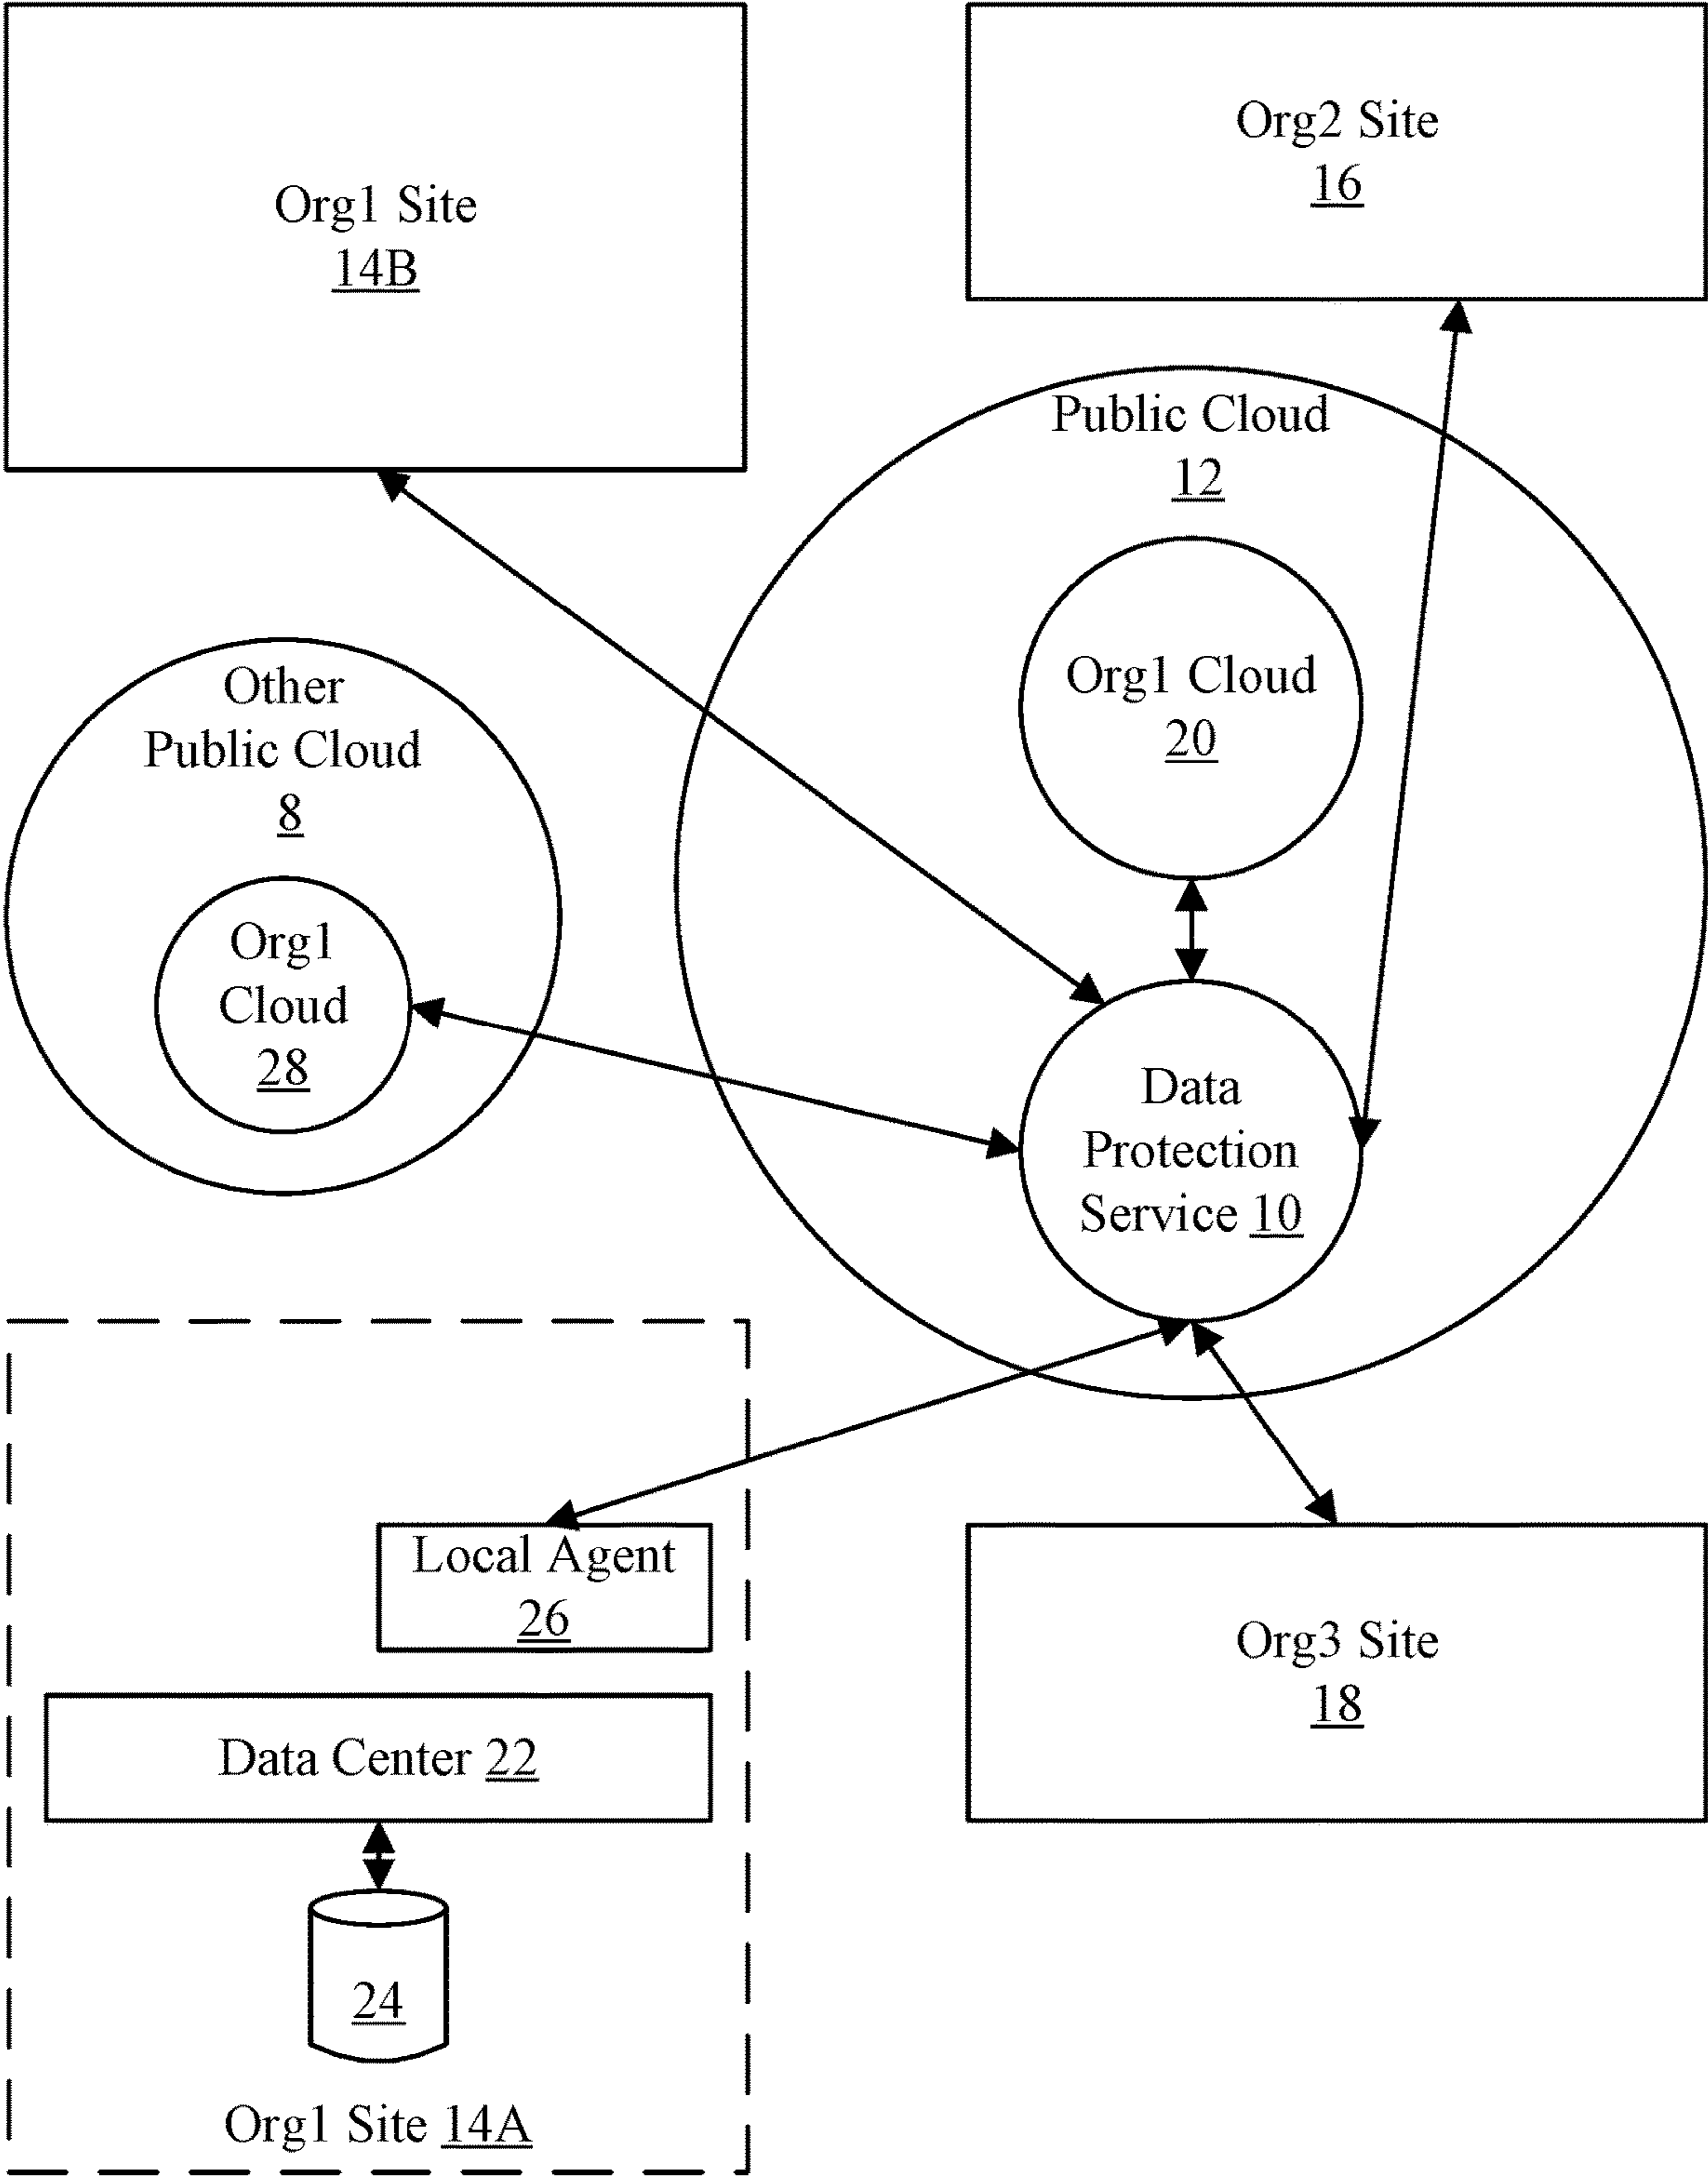 Org1 Site
14B
Org2 Site
16
Public Cloud
12
Org1 Cloud
20
Other
Public Cloud
8
Org1
Cloud
28
Data
Protection
Service 10
Local Agent
26
Data Center 22
24
Org1 Site 14A
Org3 Site
18